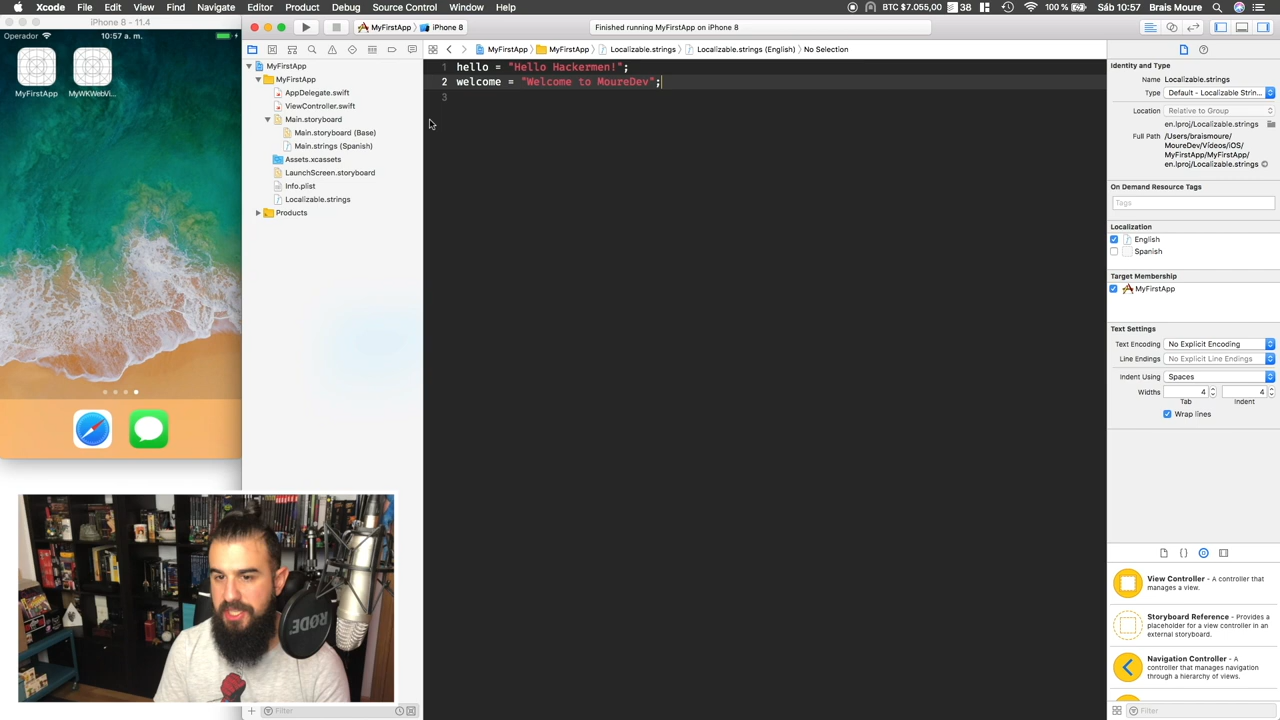 Xcode File Edit View Find Navigate Editor Product Debug Source Control Window Help
BTC $7.055,00 38 100% Sáb 9 jun 10:57 Brais Moure
iPhone 8 - 11.4
MyFirstApp iPhone 8
Finished running MyFirstApp on iPhone 8
Operador 10:57 a. m.
MyFirstApp MyWKWebVi...
MyFirstApp
MyFirstApp
AppDelegate.swift
ViewController.swift
Main.storyboard
Main.storyboard (Base)
Main.strings (Spanish)
Assets.xcassets
LaunchScreen.storyboard
Info.plist
Localizable.strings
Products
Filter
MyFirstApp MyFirstApp Localizable.strings Localizable.strings (English) No Selection
1 hello = "Hello Hackermen!";
2 welcome = "Welcome to MoureDev";
3
RØDE
Identity and Type
Name Localizable.strings
Type Default - Localizable Strin...
Location Relative to Group
en.lproj/Localizable.strings
Full Path /Users/braismoure/
MoureDev/Vídeos/iOS/
MyFirstApp/MyFirstApp/
en.lproj/Localizable.strings
On Demand Resource Tags
Tags
Localization
English
Spanish
Target Membership
MyFirstApp
Text Settings
Text Encoding No Explicit Encoding
Line Endings No Explicit Line Endings
Indent Using Spaces
Widths 4 4
Tab Indent
Wrap lines
View Controller - A controller that
manages a view.
Storyboard Reference - Provides a
placeholder for a view controller in an
external storyboard.
Navigation Controller - A
controller that manages navigation
through a hierarchy of views.
Filter